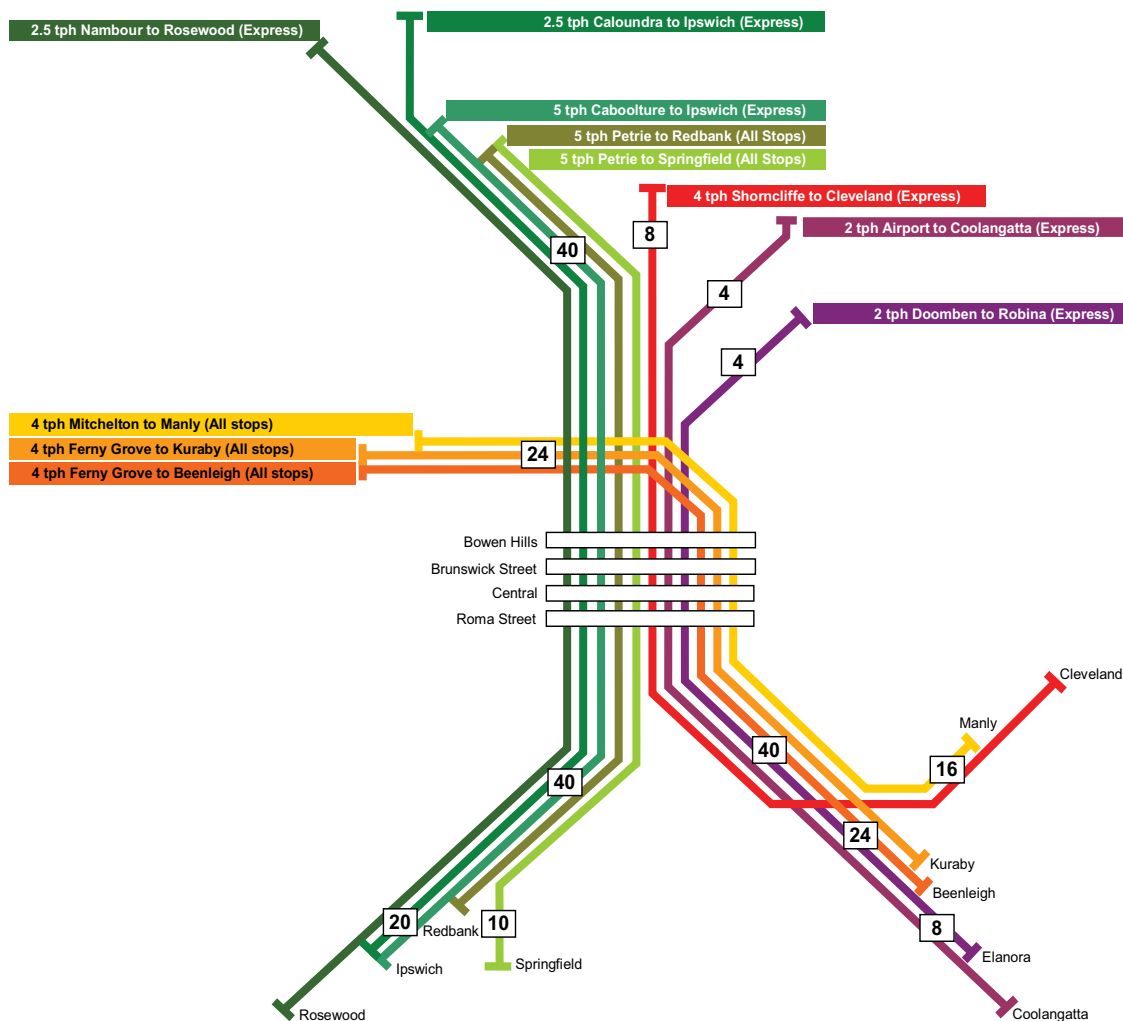 2.5 tph Nambour to Rosewood (Express)
2.5 tph Caloundra to Ipswich (Express)
5 tph Caboolture to Ipswich (Express)
5 tph Petrie to Redbank (All Stops)
5 tph Petrie to Springfield (All Stops)
4 tph Shorncliffe to Cleveland (Express)
2 tph Airport to Coolangatta (Express)
8
40
4
2 tph Doomben to Robina (Express)
4
4 tph Mitchelton to Manly (All stops)
4 tph Ferny Grove to Kuraby (All stops)
4 tph Ferny Grove to Beenleigh (All stops)
24
Bowen Hills
Brunswick Street
Central
Roma Street
Cleveland
Manly
40
16
40
24
Kuraby
Beenleigh
20
Redbank
10
8
Elanora
Ipswich
Springfield
Rosewood
Coolangatta